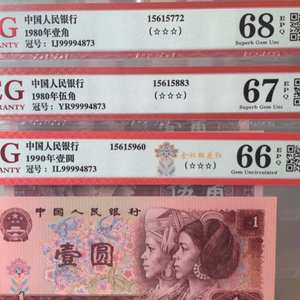 G
RANTY
中国人民银行
1980年壹角
冠号：IJ99994873
15615772
(☆☆☆)
68
EPQ
Superb Gem Unc
G
RANTY
中国人民银行
1980年伍角
冠号：YR99994873
15615883
(☆☆☆)
67
EPQ
Superb Gem Unc
G
RANTY
中国人民银行
1990年壹圆
冠号：IL99994873
15615960
(☆☆☆)
66
EPQ
Gem Uncirculated
中国人民银行
壹圆
1